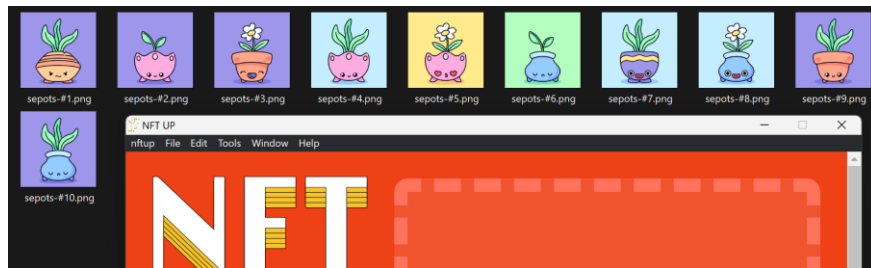 sepots-#1.png sepots-#2.png sepots-#3.png sepots-#4.png sepots-#5.png sepots-#6.png sepots-#7.png sepots-#8.png sepots-#9.png
sepots-#10.png
NFT UP
nftup File Edit Tools Window Help
NFT